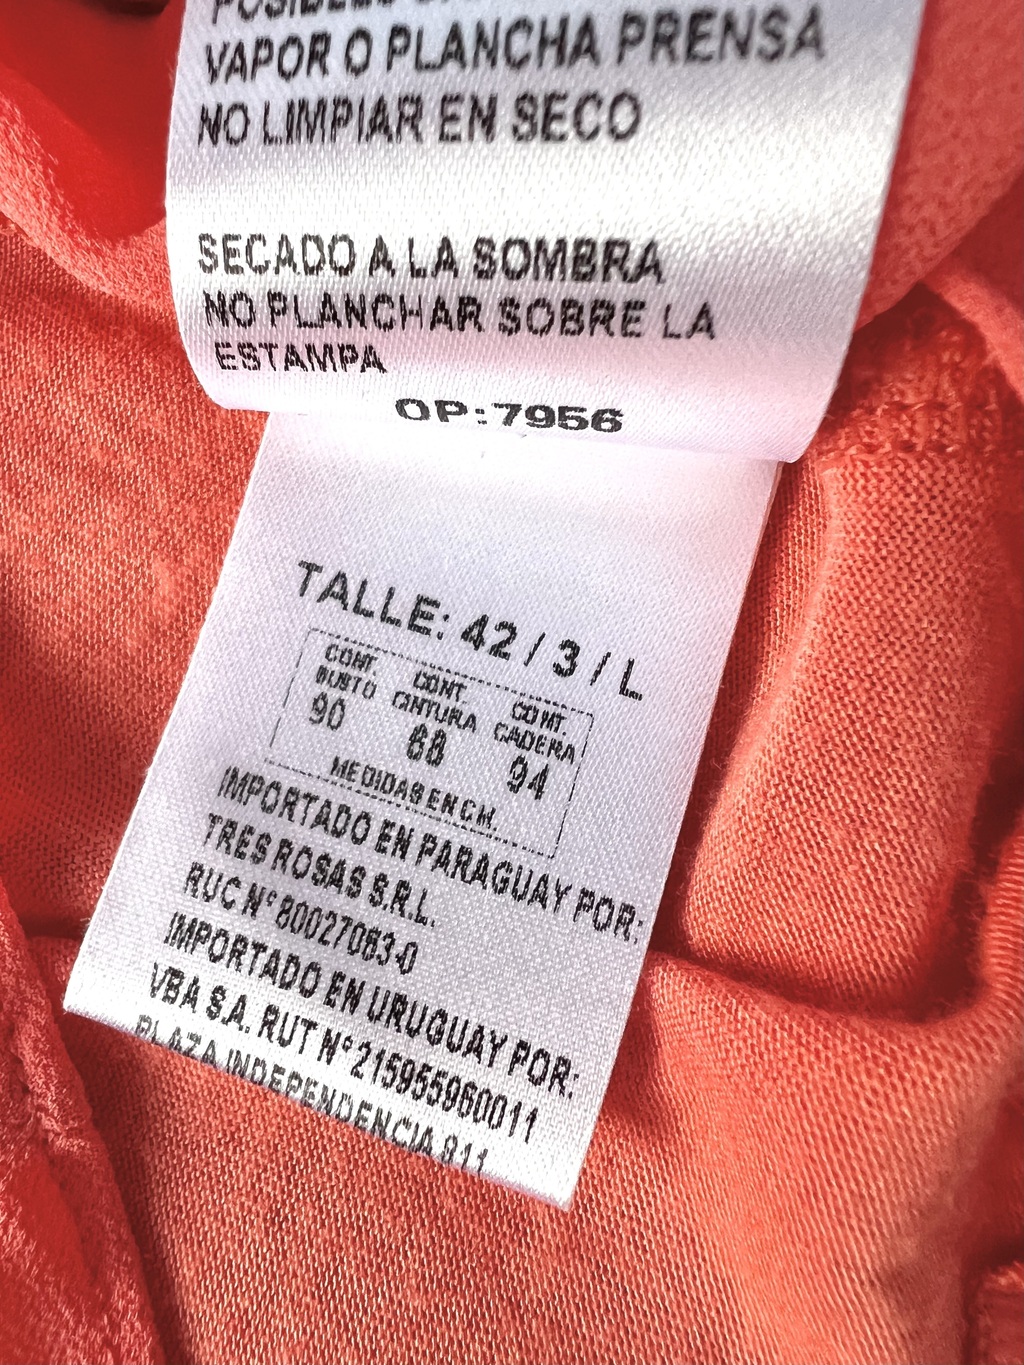 VAPOR O PLANCHA PRENSA
NO LIMPIAR EN SECO
SECADO A LA SOMBRA
NO PLANCHAR SOBRE LA
ESTAMPA
OP:7956
TALLE: 42 / 3 / L
CONT. CONT. CONT.
BUSTO CINTURA CADERA
90 68 94
MEDIDAS EN CM.
IMPORTADO EN PARAGUAY POR:
TRES ROSAS S.R.L.
RUC N° 80027063-0
IMPORTADO EN URUGUAY POR:
VBA S.A. RUT N°215955960011
PLAZA INDEPENDENCIA 811